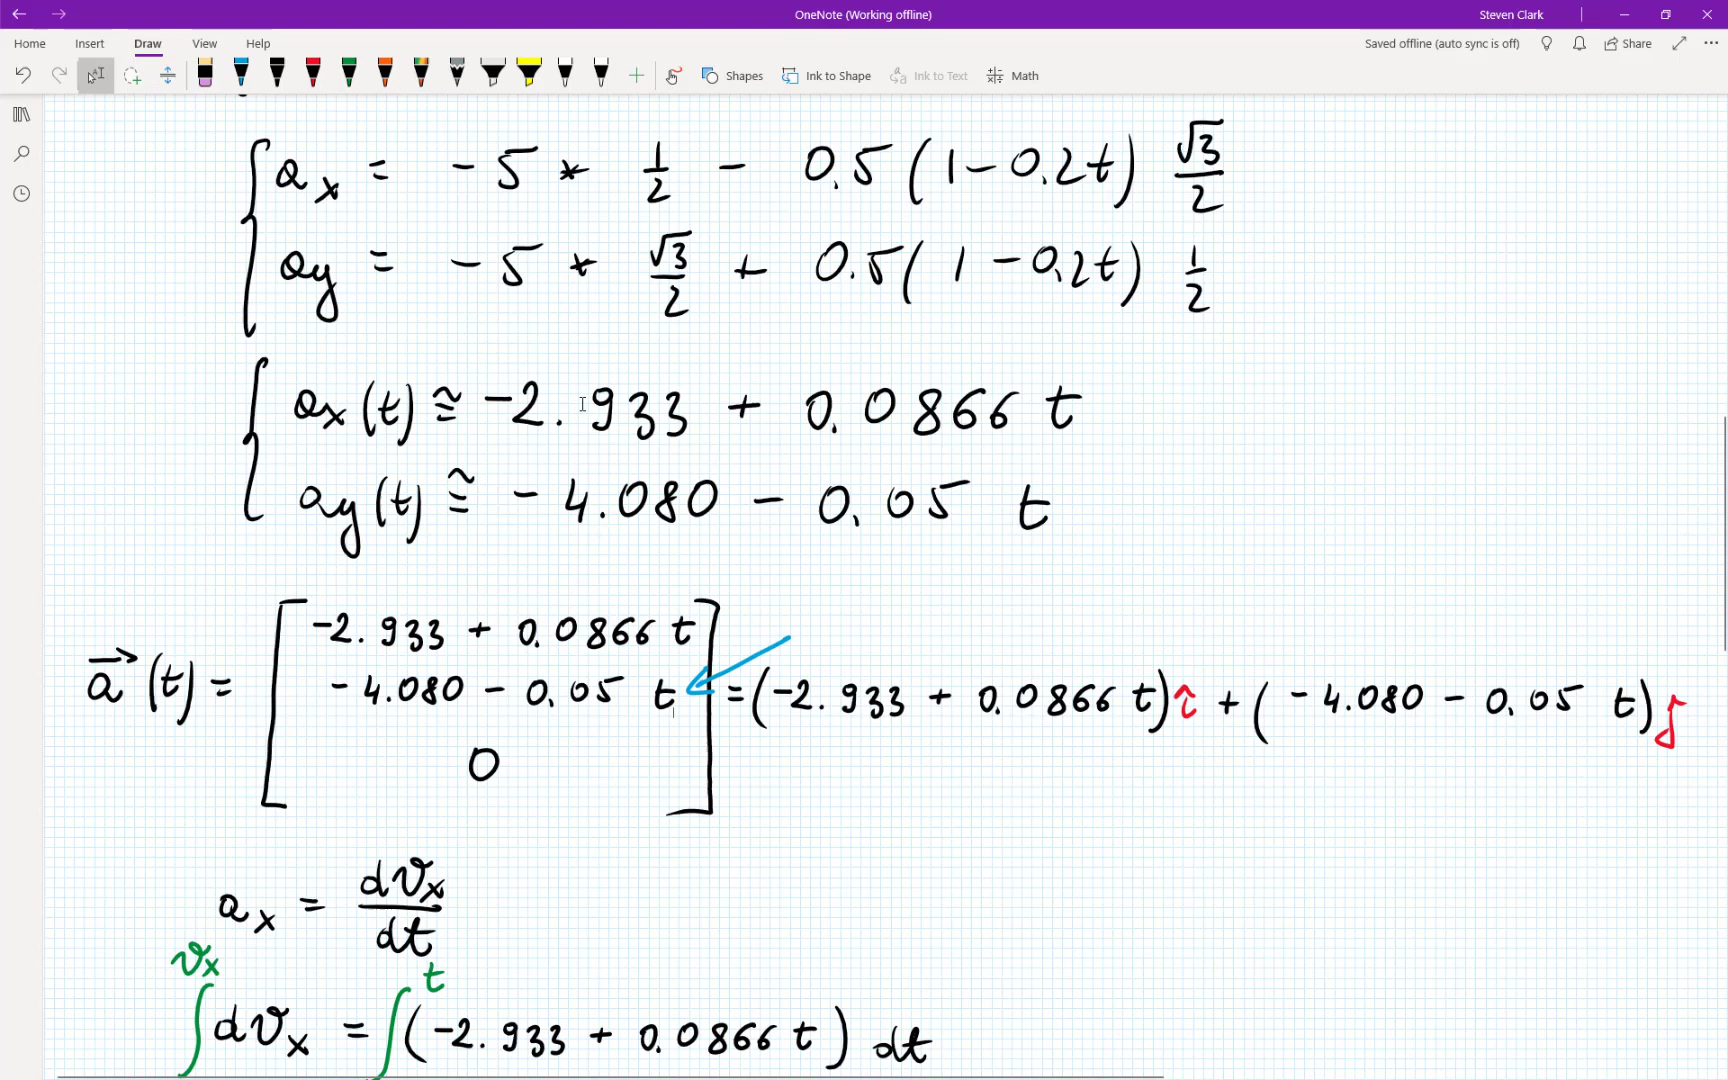 OneNote (Working offline)
Steven Clark
Home Insert Draw View Help
Saved offline (auto sync is off)
Share
Shapes
Ink to Shape
Ink to Text
Math
ax = -5 * 1/2 - 0.5(1-0.2t) √3/2
ay = -5 * √3/2 + 0.5(1-0.2t) 1/2
ax(t) ≅ -2.933 + 0.0866 t
ay(t) ≅ -4.080 - 0.05 t
a⃗(t) = [-2.933 + 0.0866 t
-4.080 - 0.05 t
0] = (-2.933 + 0.0866 t)î + (-4.080 - 0.05 t)j
ax = dvx/dt
vx t
∫dvx = ∫(-2.933 + 0.0866 t) dt